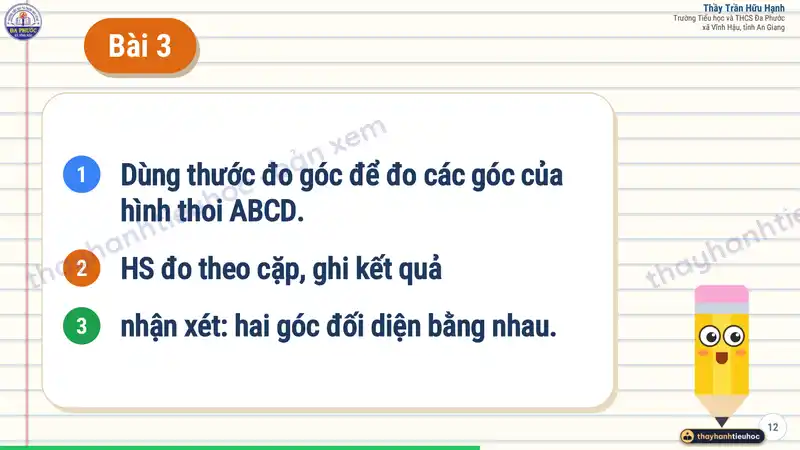 Thầy Trần Hữu Hạnh
Trường Tiểu học và THCS Đa Phước
xã Vĩnh Hậu, tỉnh An Giang
ĐA PHƯỚC
Bài 3
1 Dùng thước đo góc để đo các góc của
hình thoi ABCD.
2 HS đo theo cặp, ghi kết quả
3 nhận xét: hai góc đối diện bằng nhau.
12
thayhanhtieuhoc